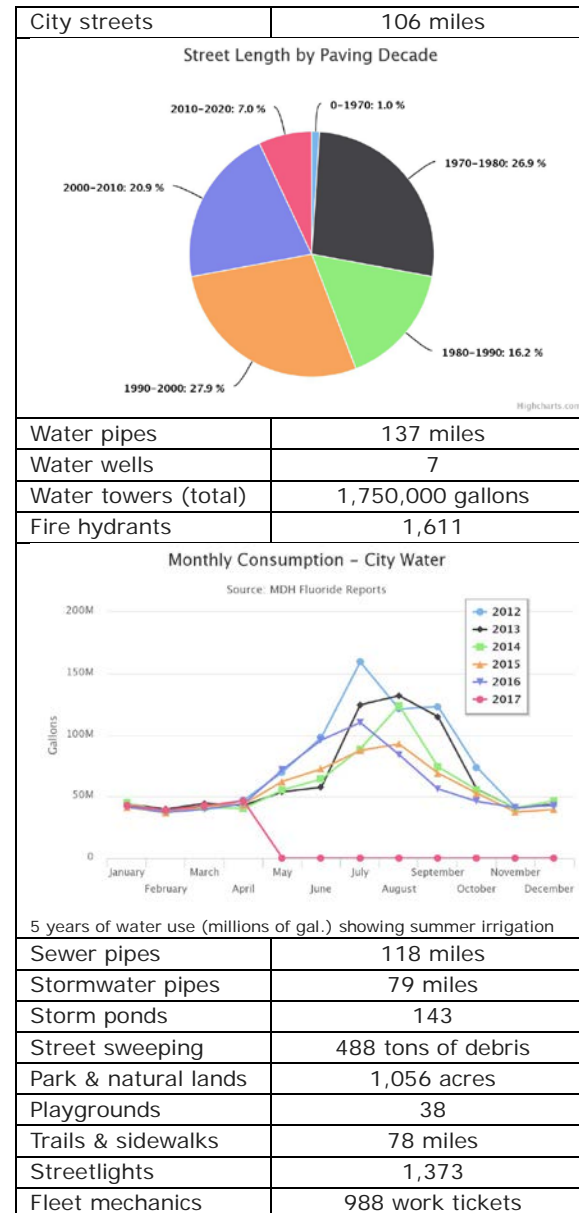 City streets 106 miles
Street Length by Paving Decade
2010-2020: 7.0 %
0-1970: 1.0 %
1970-1980: 26.9 %
2000-2010: 20.9 %
1980-1990: 16.2 %
1990-2000: 27.9 %
Highcharts.com
Water pipes 137 miles
Water wells 7
Water towers (total) 1,750,000 gallons
Fire hydrants 1,611
Monthly Consumption - City Water
Source: MDH Fluoride Reports
200M
150M
100M
50M
0
Gallons
2012
2013
2014
2015
2016
2017
January March May July September November
February April June August October December
5 years of water use (millions of gal.) showing summer irrigation
Sewer pipes 118 miles
Stormwater pipes 79 miles
Storm ponds 143
Street sweeping 488 tons of debris
Park & natural lands 1,056 acres
Playgrounds 38
Trails & sidewalks 78 miles
Streetlights 1,373
Fleet mechanics 988 work tickets